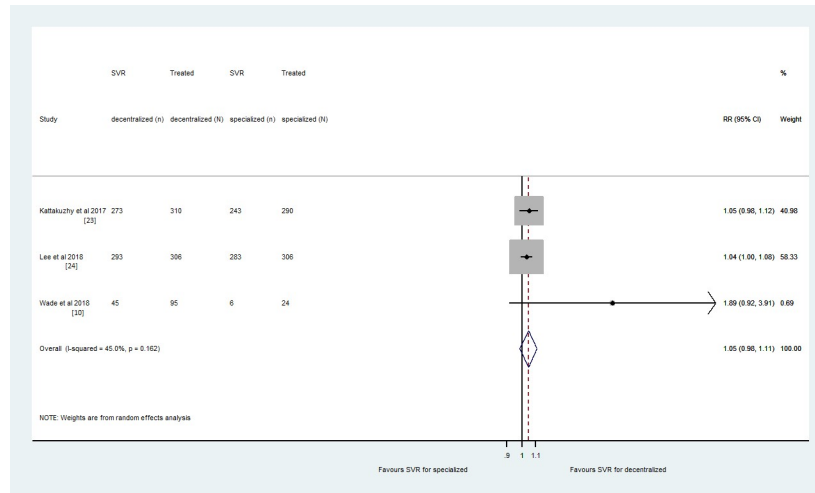 SVR Treated SVR Treated %
Study decentralized (n) decentralized (N) specialized (n) specialized (N) RR (95% CI) Weight
Kattakuzhy et al 2017 273 310 243 290 1.05 (0.98, 1.12) 40.98
[23]
Lee et al 2018 293 306 283 306 1.04 (1.00, 1.08) 58.33
[24]
Wade et al 2018 45 95 6 24 1.89 (0.92, 3.91) 0.69
[10]
Overall (I-squared = 45.0%, p = 0.162) 1.05 (0.98, 1.11) 100.00
NOTE: Weights are from random effects analysis
.9 1 1.1
Favours SVR for specialized Favours SVR for decentralized